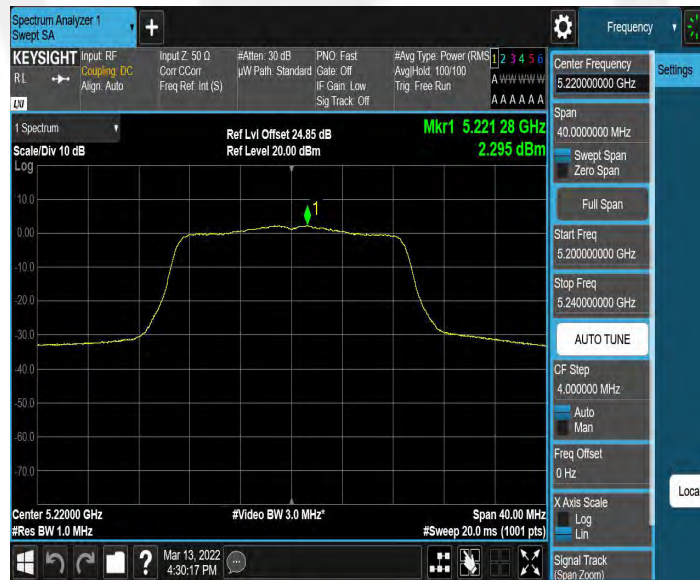 Spectrum Analyzer 1
Swept SA
+
Frequency
KEYSIGHT
RL
LXI
Input: RF
Coupling: DC
Align: Auto
Input Z: 50 Ω
Corr CCorr
Freq Ref: Int (S)
#Atten: 30 dB
µW Path: Standard
PNO: Fast
Gate: Off
IF Gain: Low
Sig Track: Off
#Avg Type: Power (RMS
Avg|Hold: 100/100
Trig: Free Run
1 2 3 4 5 6
A W W W W W
A A A A A A
1 Spectrum
Scale/Div 10 dB
Log
Ref Lvl Offset 24.85 dB
Ref Level 20.00 dBm
Mkr1 5.221 28 GHz
2.295 dBm
10.0
0.00
-10.0
-20.0
-30.0
-40.0
-50.0
-60.0
-70.0
1
Center 5.22000 GHz
#Res BW 1.0 MHz
#Video BW 3.0 MHz*
Span 40.00 MHz
#Sweep 20.0 ms (1001 pts)
?
Mar 13, 2022
4:30:17 PM
Center Frequency
5.220000000 GHz
Span
40.0000000 MHz
Swept Span
Zero Span
Full Span
Start Freq
5.200000000 GHz
Stop Freq
5.240000000 GHz
AUTO TUNE
CF Step
4.000000 MHz
Auto
Man
Freq Offset
0 Hz
X Axis Scale
Log
Lin
Signal Track
(Span Zoom)
Settings
Loca